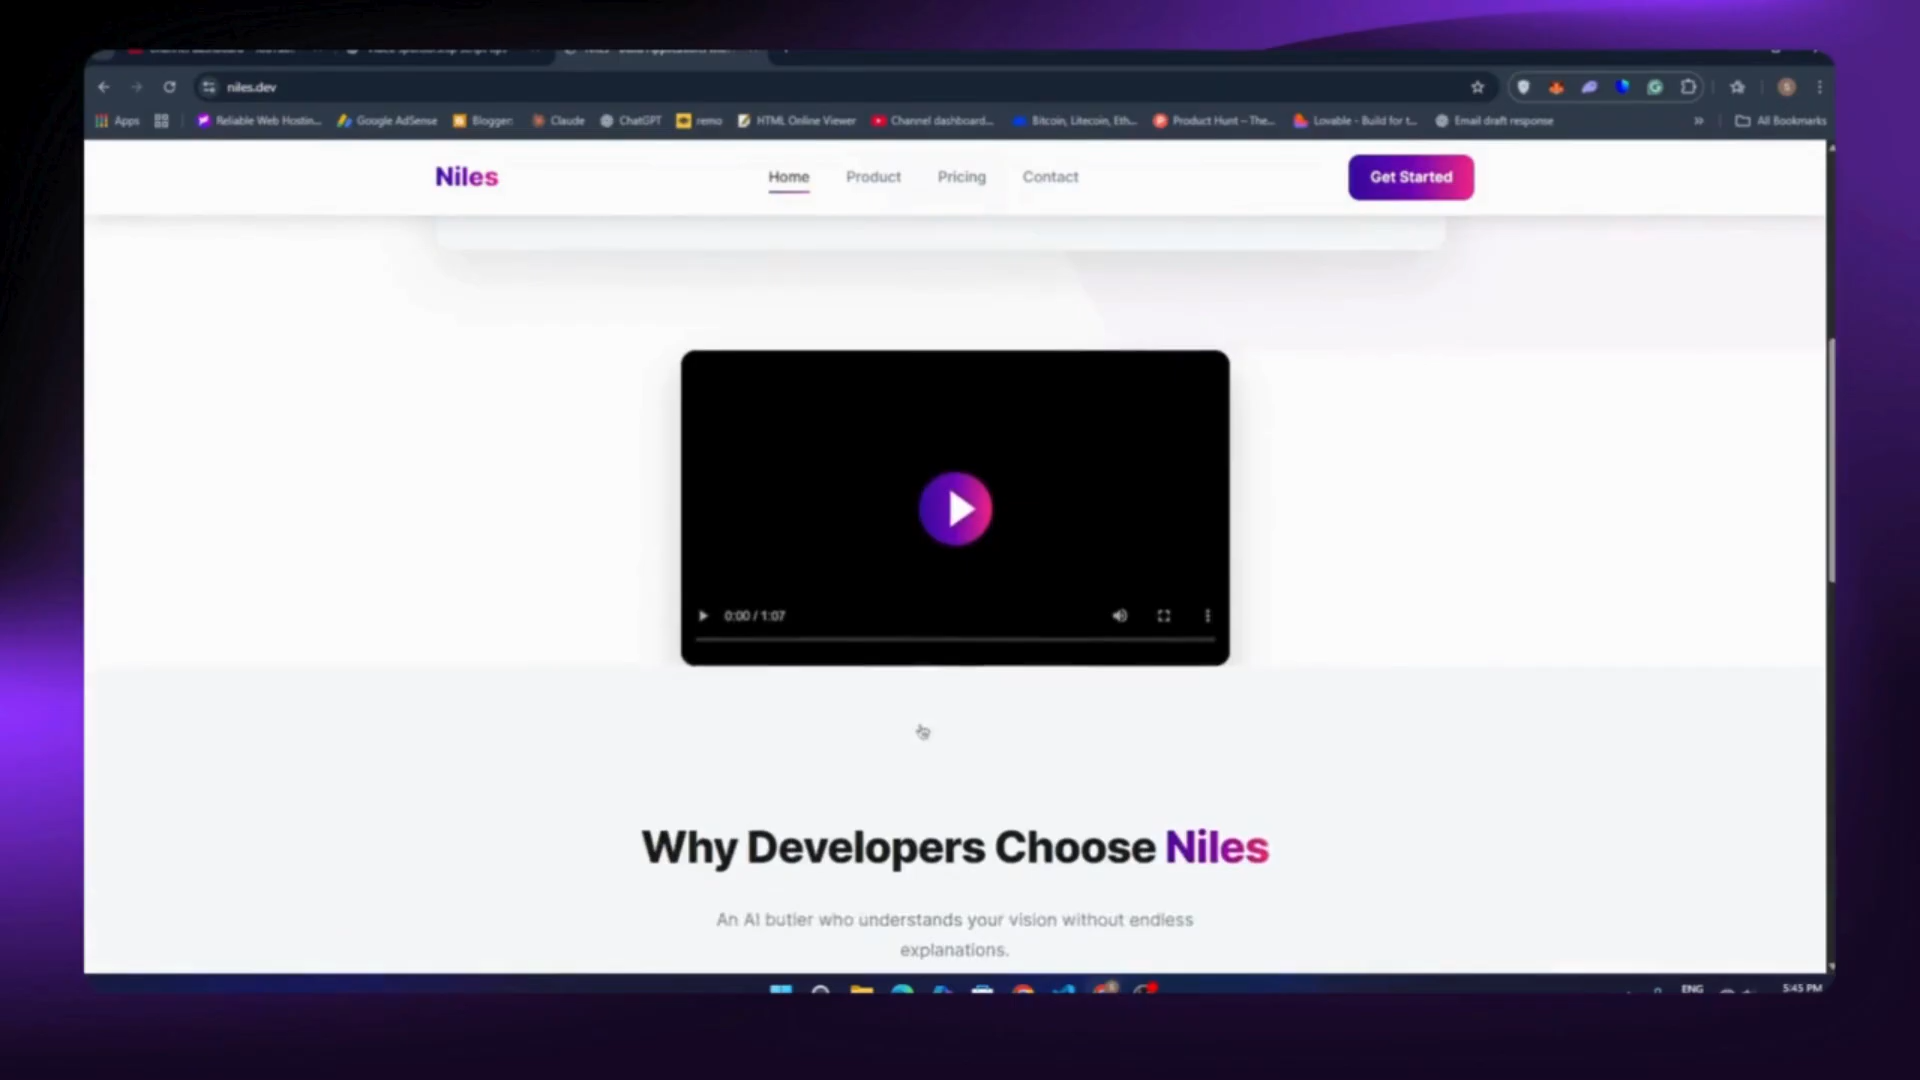 niles.dev
Apps
Reliable Web Hostin...
Google AdSense
Blogger
Claude
ChatGPT
remo
HTML Online Viewer
Channel dashboard...
Bitcoin, Litecoin, Eth...
Product Hunt – The...
Lovable - Build for t...
Email draft response
»
All Bookmarks
Niles
Home
Product
Pricing
Contact
Get Started
0:00 / 1:07
Why Developers Choose Niles
An AI butler who understands your vision without endless
explanations.
ENG
5:45 PM